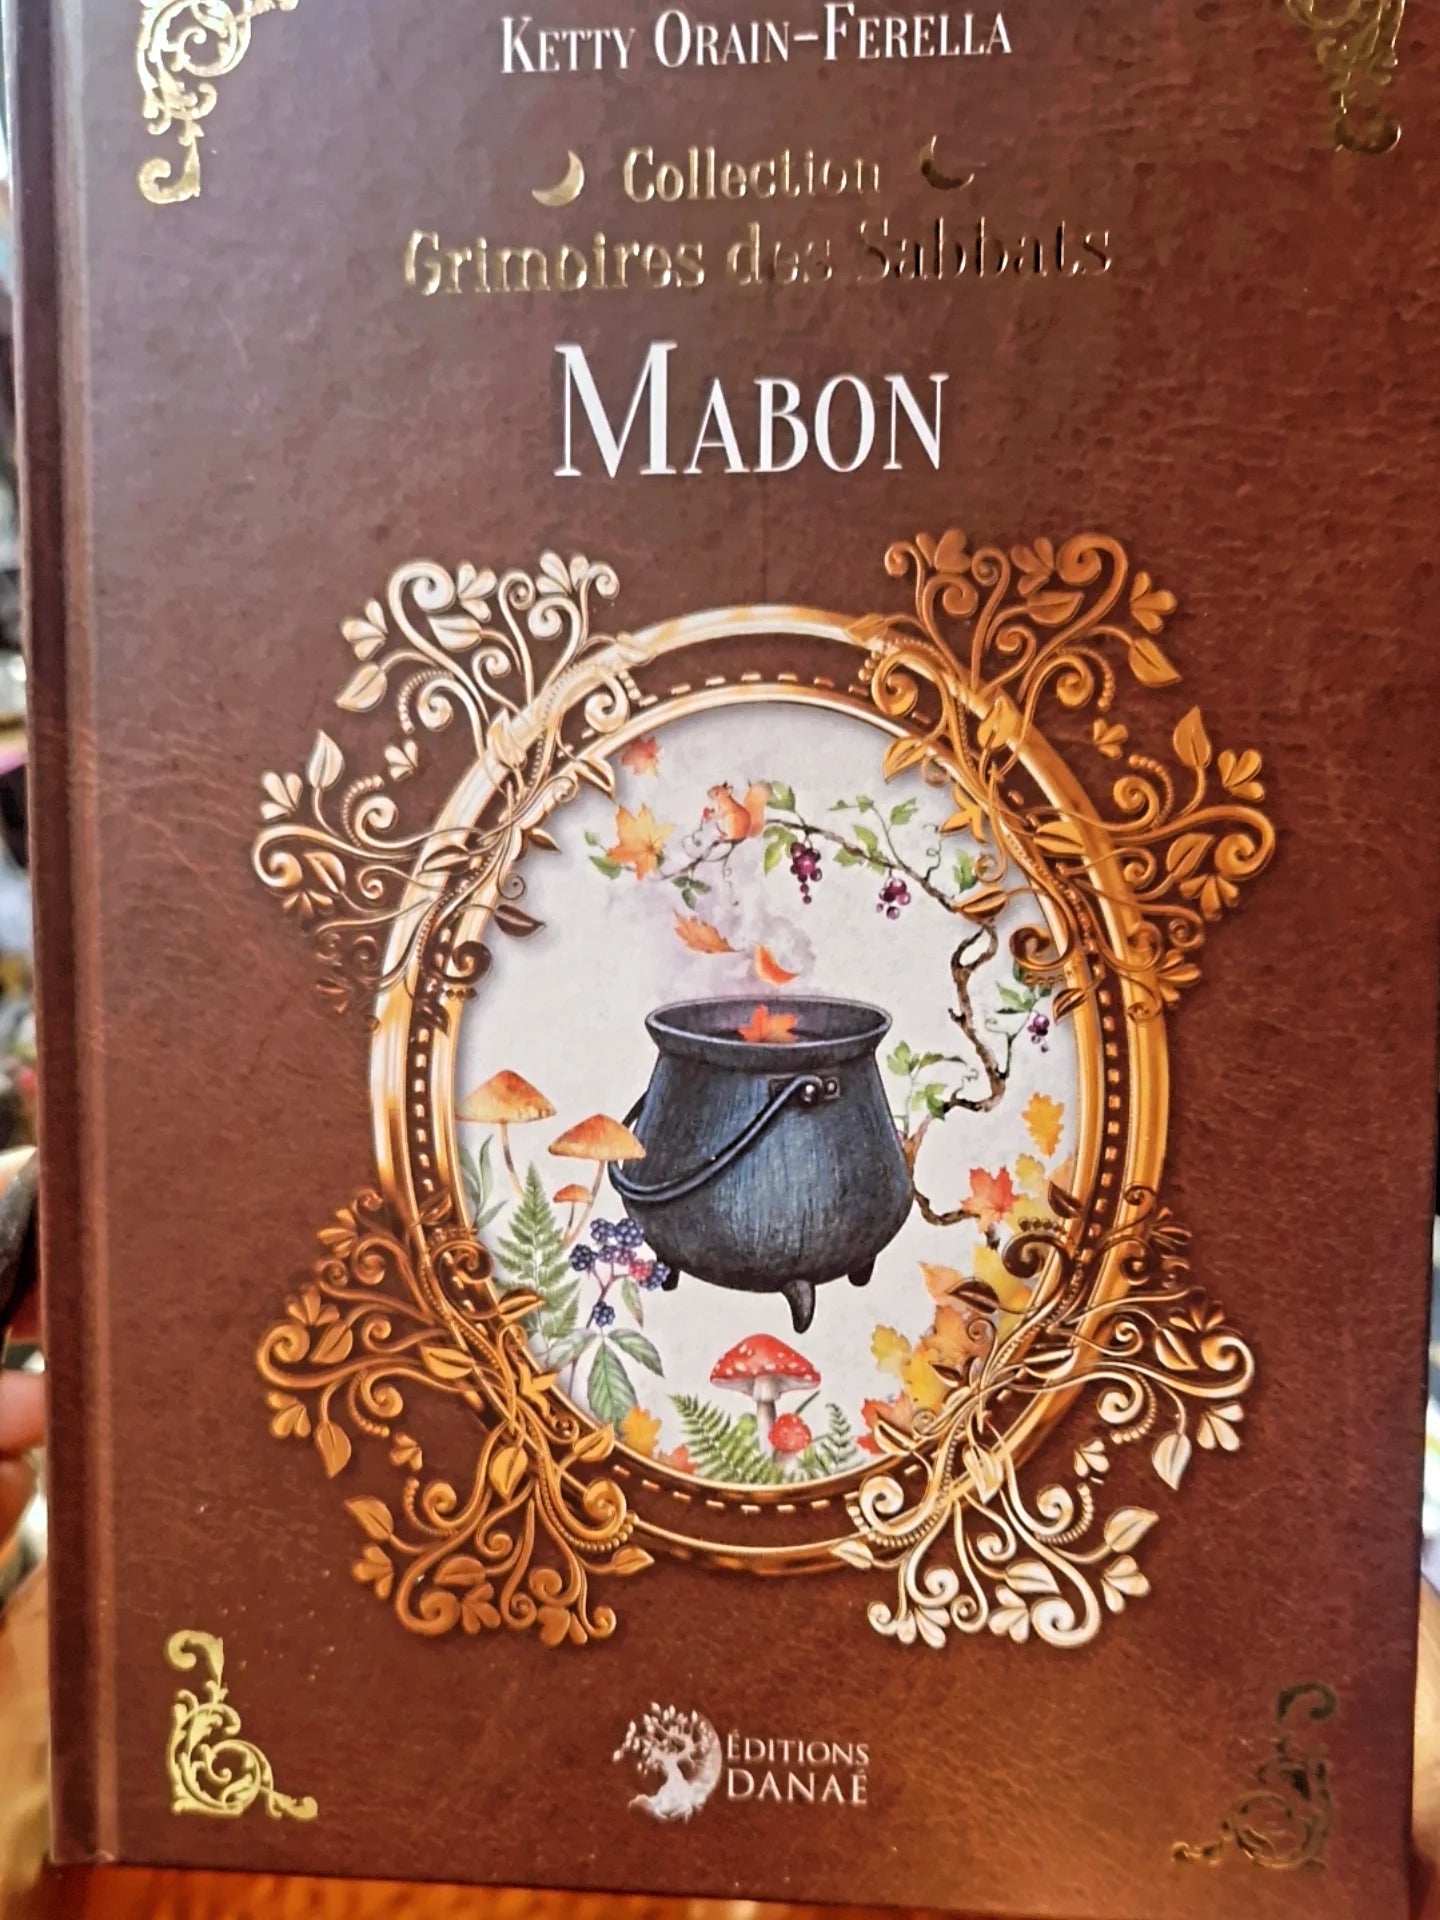 Ketty Orain-Ferella
Collection
Grimoires des Sabbats
Mabon
ÉDITIONS
DANAÉ